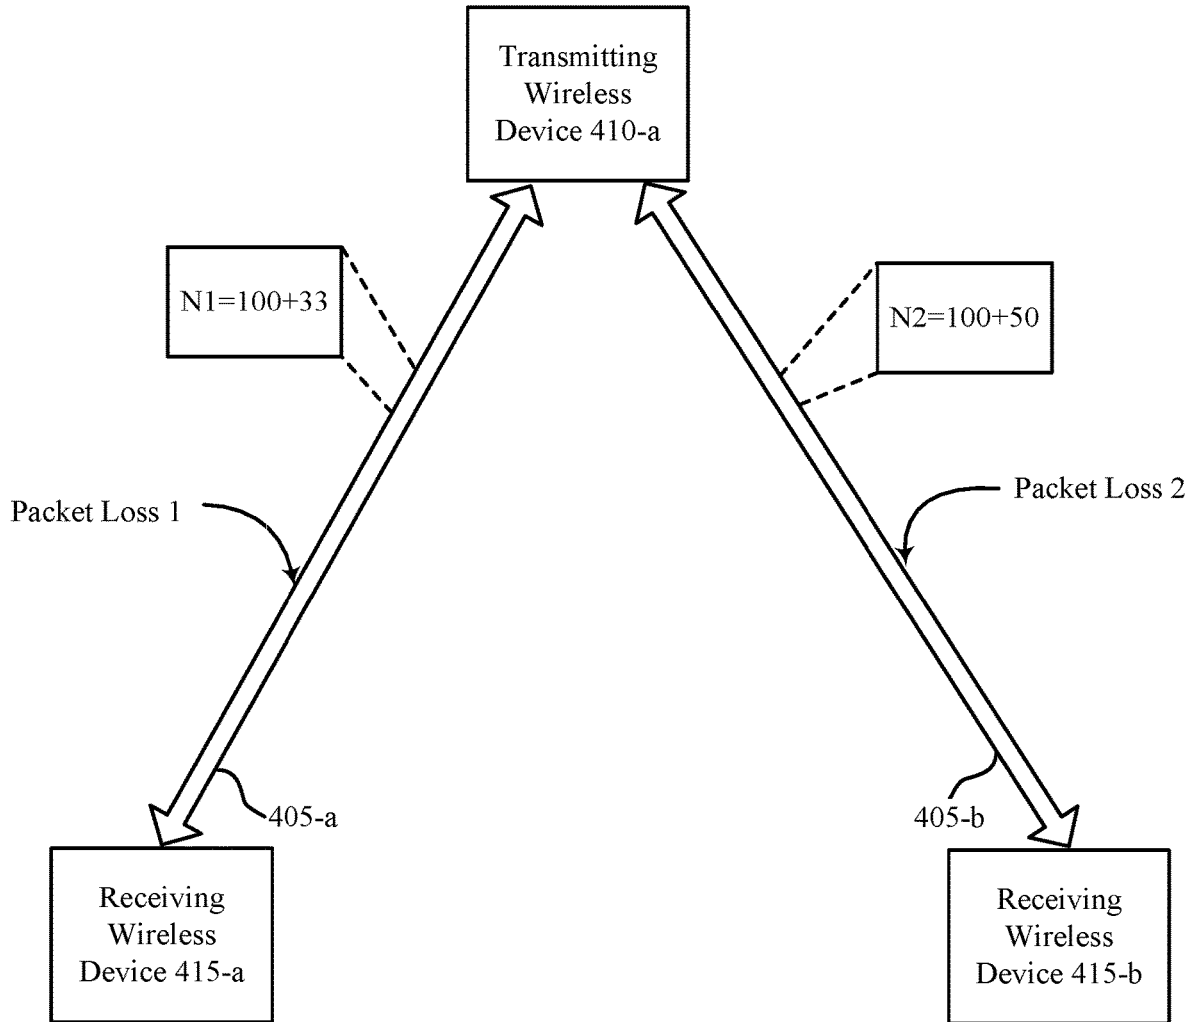 Transmitting
Wireless
Device 410-a
N1=100+33
N2=100+50
Packet Loss 1
Packet Loss 2
405-a
405-b
Receiving
Wireless
Device 415-a
Receiving
Wireless
Device 415-b